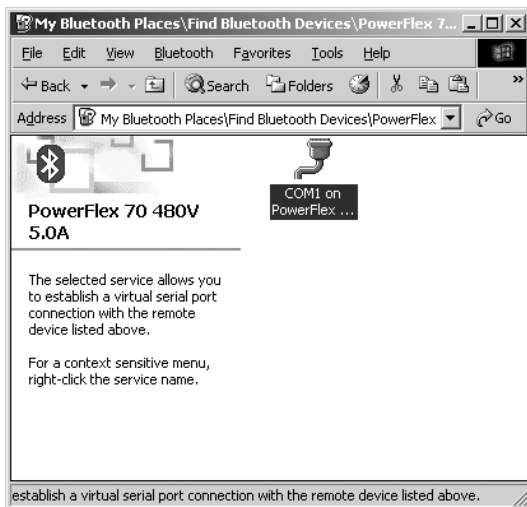 My Bluetooth Places\Find Bluetooth Devices\PowerFlex 7...
File Edit View Bluetooth Favorites Tools Help
Back Search Folders »
Address My Bluetooth Places\Find Bluetooth Devices\PowerFlex Go
COM1 on
PowerFlex ...
PowerFlex 70 480V
5.0A
The selected service allows you
to establish a virtual serial port
connection with the remote
device listed above.
For a context sensitive menu,
right-click the service name.
establish a virtual serial port connection with the remote device listed above.